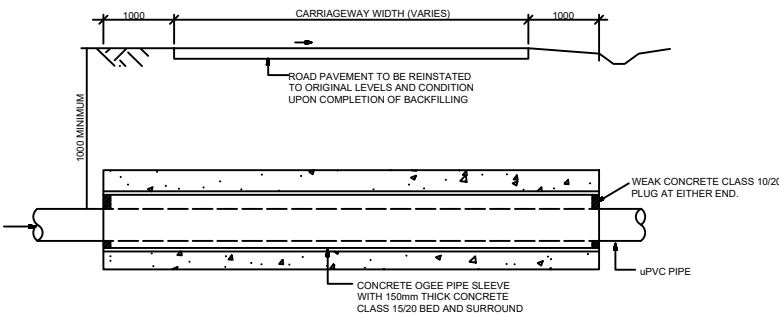 1000
CARRIAGEWAY WIDTH (VARIES)
1000
ROAD PAVEMENT TO BE REINSTATED
TO ORIGINAL LEVELS AND CONDITION
UPON COMPLETION OF BACKFILLING
1000 MINIMUM
WEAK CONCRETE CLASS 10/20
PLUG AT EITHER END.
uPVC PIPE
CONCRETE OGEE PIPE SLEEVE
WITH 150mm THICK CONCRETE
CLASS 15/20 BED AND SURROUND